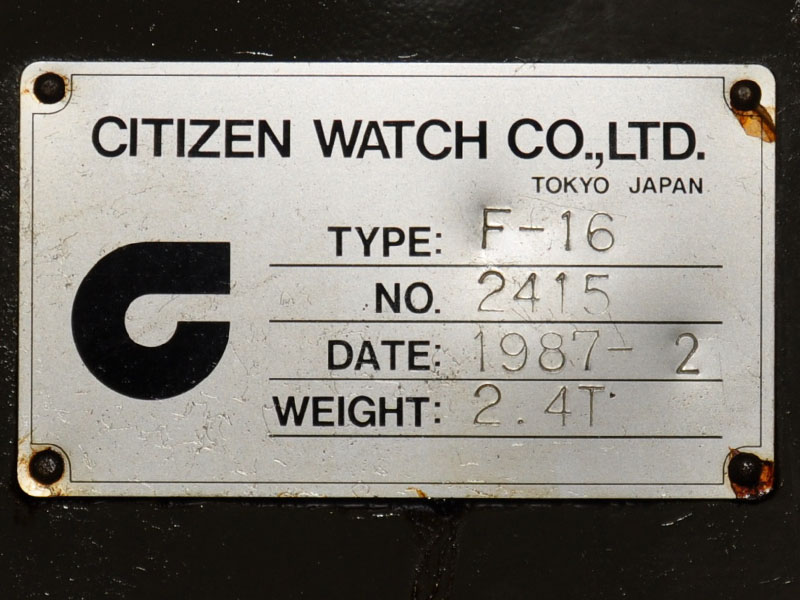 CITIZEN WATCH CO.,LTD.
TOKYO JAPAN
TYPE: F-16
NO. 2415
DATE: 1987- 2
WEIGHT: 2.4T